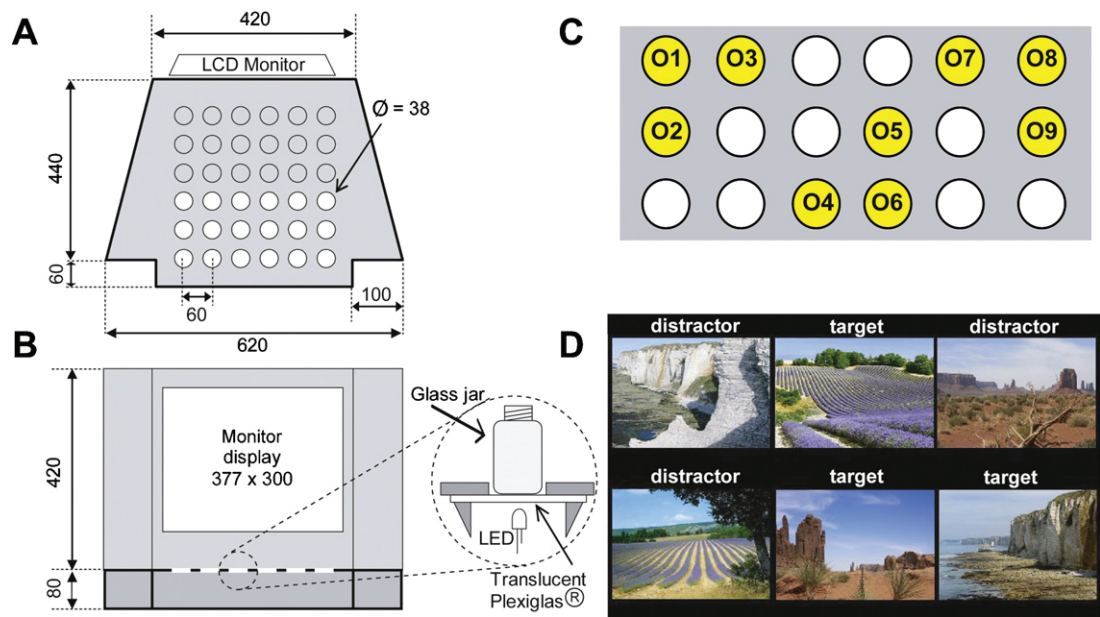 A
420
LCD Monitor
Ø = 38
440
60
60
100
620
B
420
80
Monitor
display
377 x 300
Glass jar
LED
Translucent
Plexiglas®
C
O1 O3 O7 O8
O2 O5 O9
O4 O6
D
distractor target distractor
distractor target target